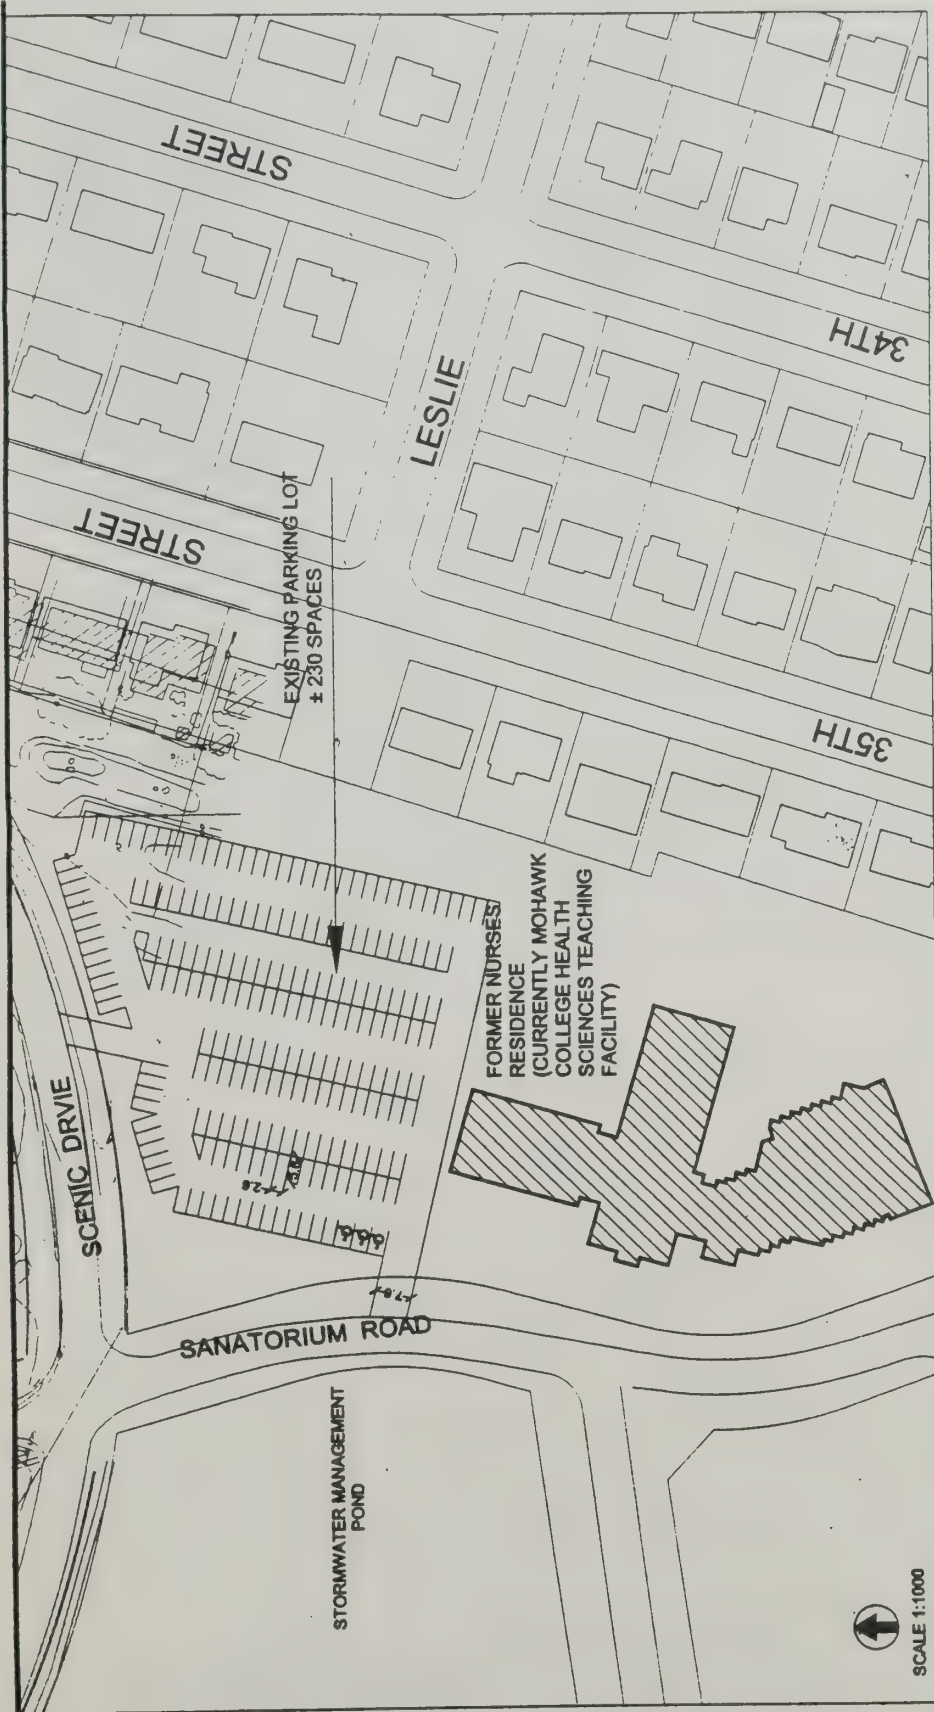 SCENIC DRVIE
SANATORIUM ROAD
STORMWATER MANAGEMENT
POND
EXISTING PARKING LOT
± 230 SPACES
FORMER NURSES
RESIDENCE
(CURRENTLY MOHAWK
COLLEGE HEALTH
SCIENCES TEACHING
FACILITY)
LESLIE
35TH
STREET
34TH
STREET
SCALE 1:1000